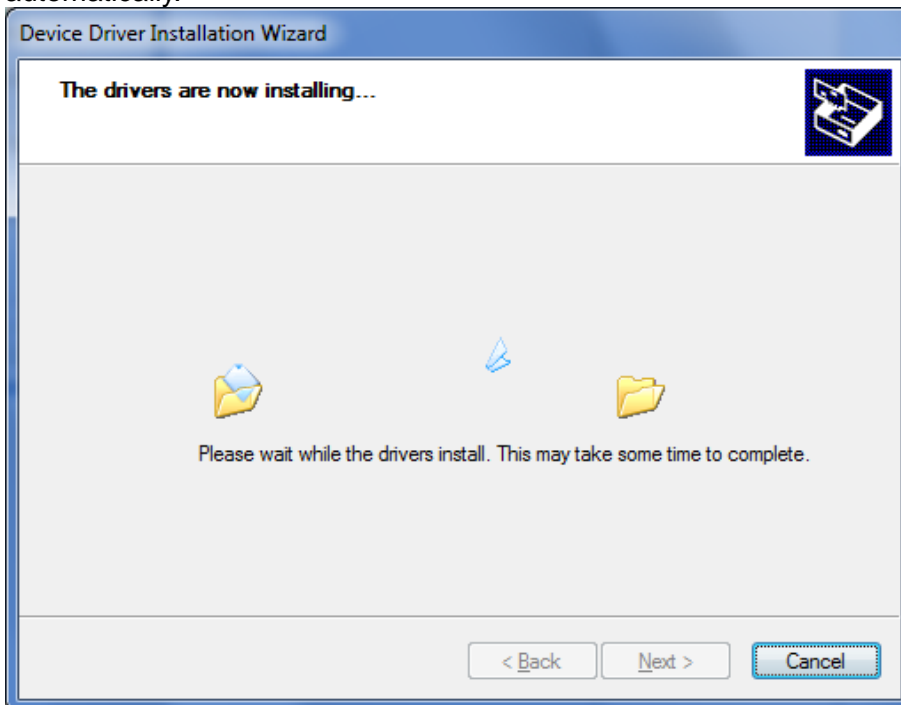 automatically.
Device Driver Installation Wizard
The drivers are now installing...
Please wait while the drivers install. This may take some time to complete.
< Back Next > Cancel